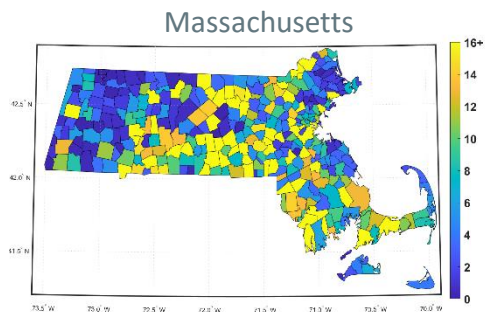 Massachusetts
16+
14
12
10
8
6
4
2
0
42.5° N
42.0° N
41.5° N
73.5° W
73.0° W
72.5° W
72.0° W
71.5° W
71.0° W
70.5° W
70.0° W